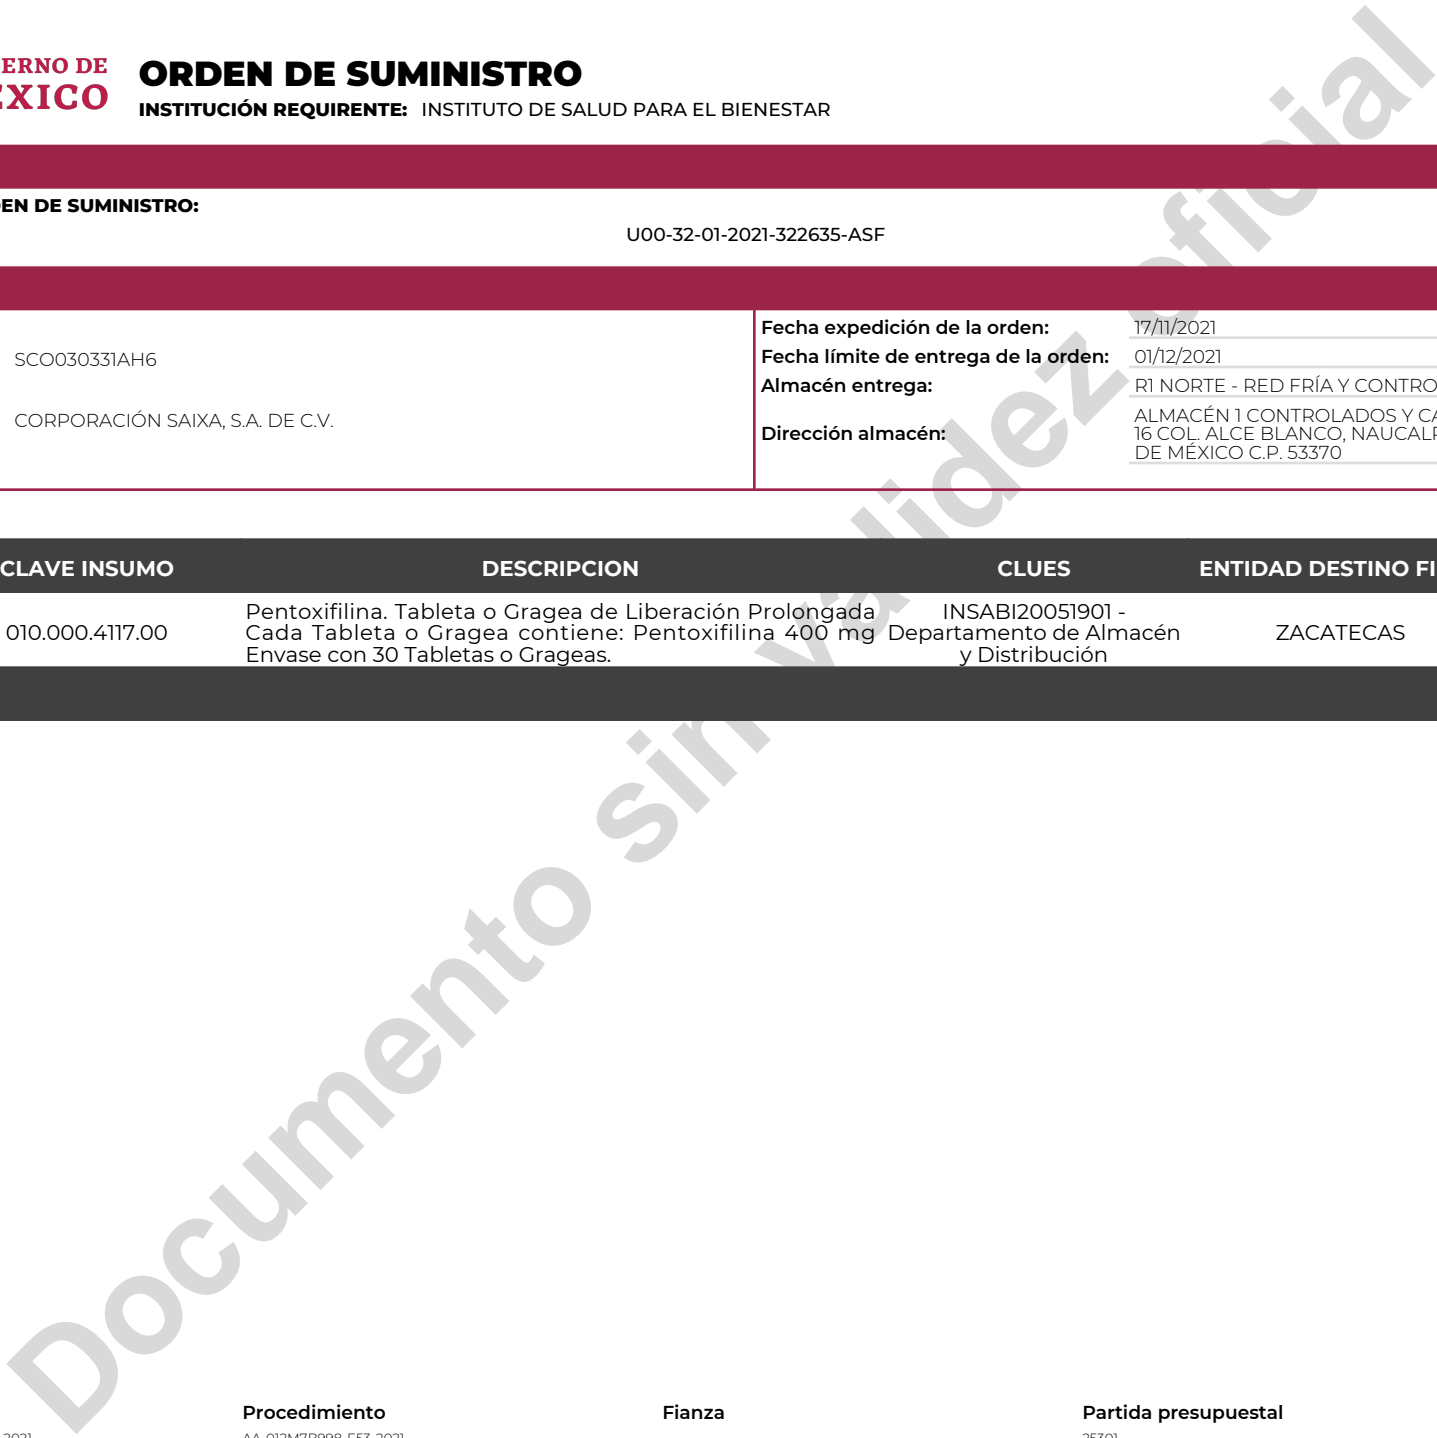 ERNO DE
ÉXICO
ORDEN DE SUMINISTRO
INSTITUCIÓN REQUIRENTE: INSTITUTO DE SALUD PARA EL BIENESTAR
EN DE SUMINISTRO:
U00-32-01-2021-322635-ASF
SCO030331AH6
CORPORACIÓN SAIXA, S.A. DE C.V.
Fecha expedición de la orden: 17/11/2021
Fecha límite de entrega de la orden: 01/12/2021
Almacén entrega: R1 NORTE - RED FRÍA Y CONTRO
Dirección almacén: ALMACÉN 1 CONTROLADOS Y CA
16 COL. ALCE BLANCO, NAUCALP
DE MÉXICO C.P. 53370
CLAVE INSUMO DESCRIPCION CLUES ENTIDAD DESTINO FI
010.000.4117.00
Pentoxifilina. Tableta o Gragea de Liberación Prolongada
Cada Tableta o Gragea contiene: Pentoxifilina 400 mg
Envase con 30 Tabletas o Grageas.
INSABI20051901 -
Departamento de Almacén
y Distribución
ZACATECAS
Documento sin validez oficial
Procedimiento Fianza Partida presupuestal